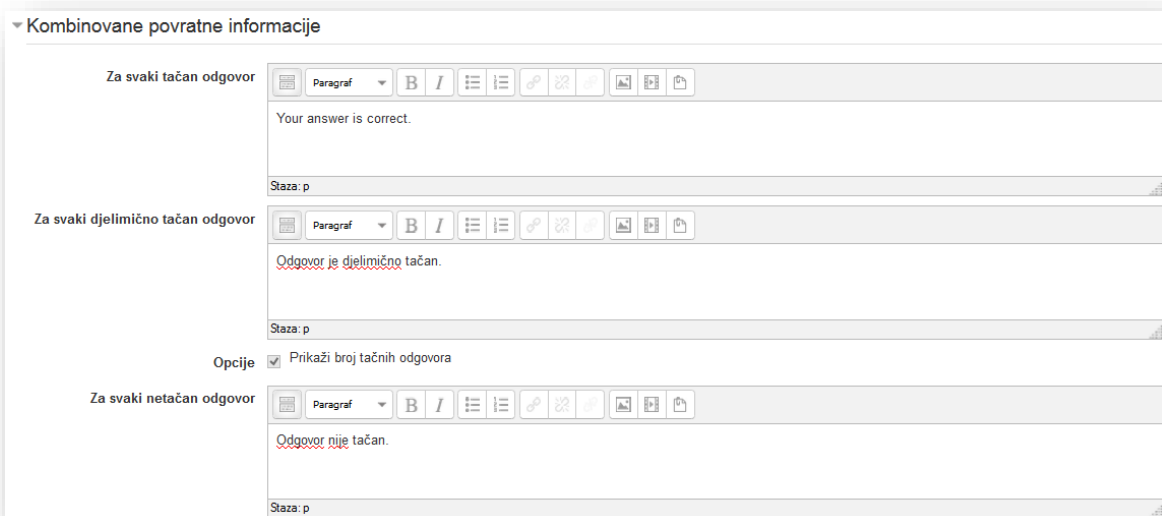 Kombinovane povratne informacije
Za svaki tačan odgovor
Paragraf B I
Your answer is correct.
Staza: p
Za svaki djelimično tačan odgovor
Paragraf B I
Odgovor je djelimično tačan.
Staza: p
Opcije Prikaži broj tačnih odgovora
Za svaki netačan odgovor
Paragraf B I
Odgovor nije tačan.
Staza: p